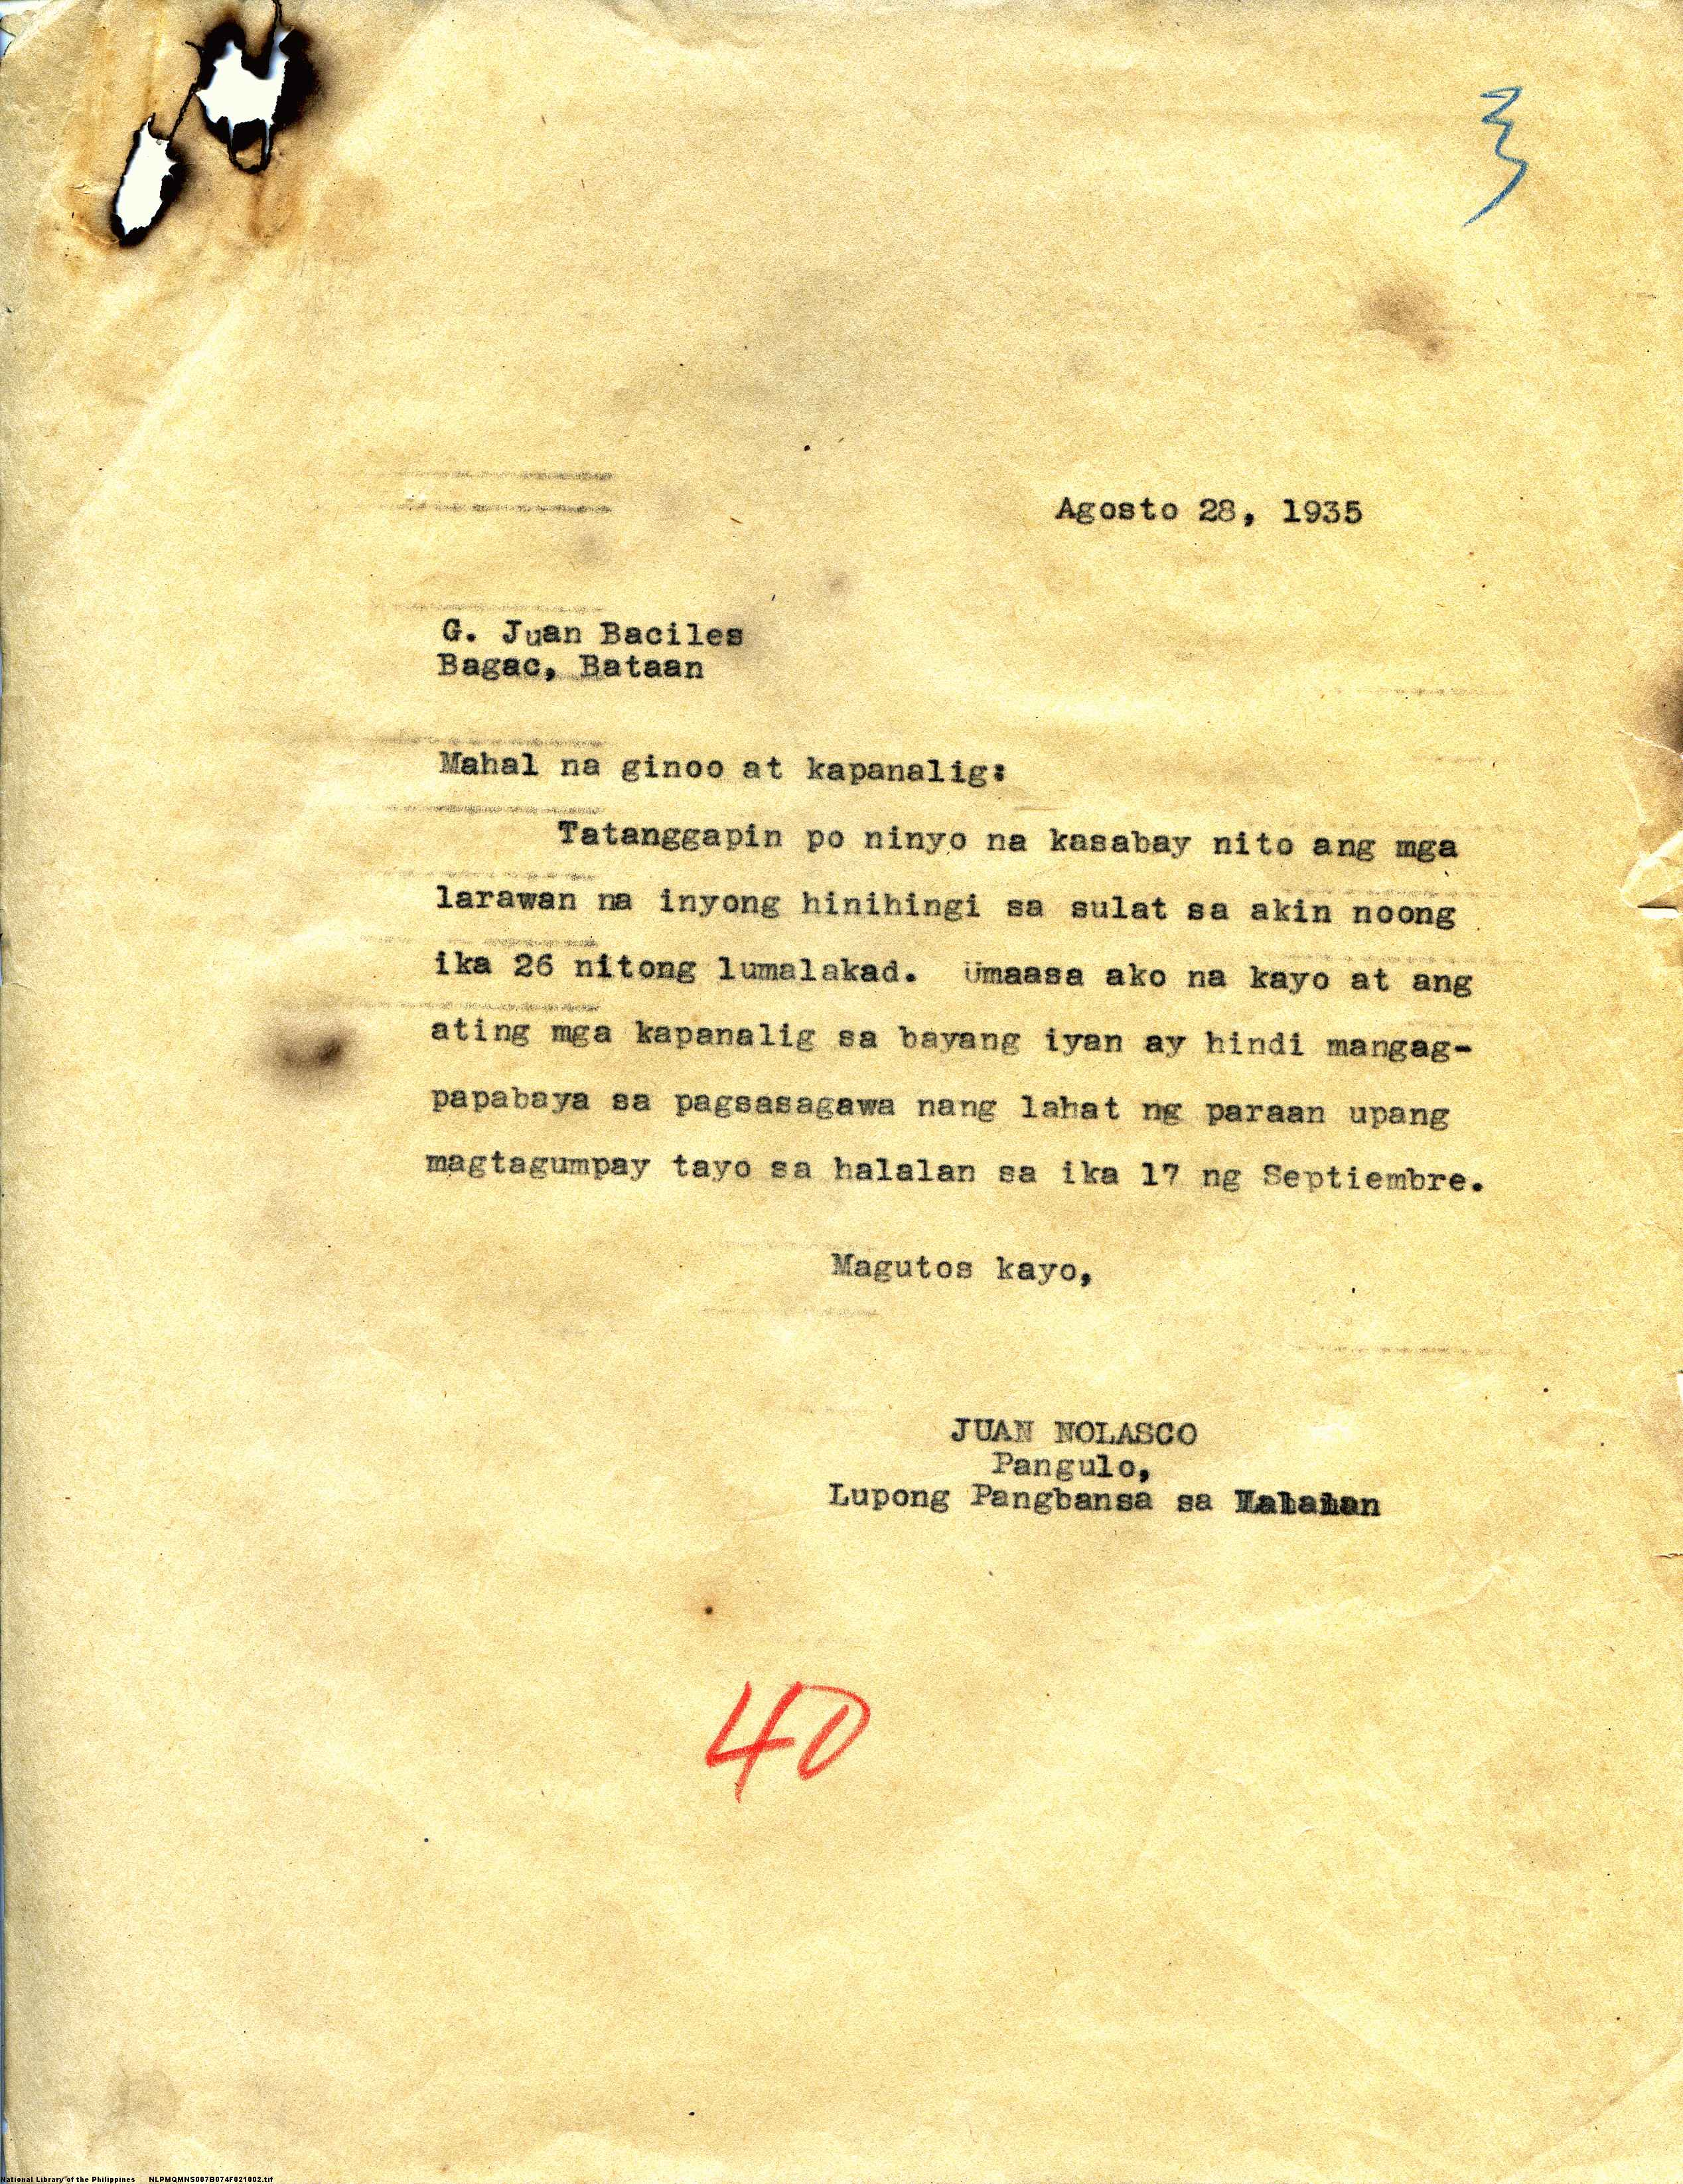 3
Agosto 28, 1935
G. Juan Baciles
Bagac, Bataan
Mahal na ginoo at kapanalig:
Tatanggapin po ninyo na kasabay nito ang mga
larawan na inyong hinihingi sa sulat sa akin noong
ika 26 nitong lumalakad. Umaasa ako na kayo at ang
ating mga kapanalig sa bayang iyan ay hindi mangag-
papabaya sa pagsasagawa nang lahat ng paraan upang
magtagumpay tayo sa halalan sa ika 17 ng Septiembre.
Magutos kayo,
JUAN NOLASCO
Pangulo,
Lupong Pangbansa sa Halalan
40
National Library of the Philippines NLPMQMNS007B074F021002.tif